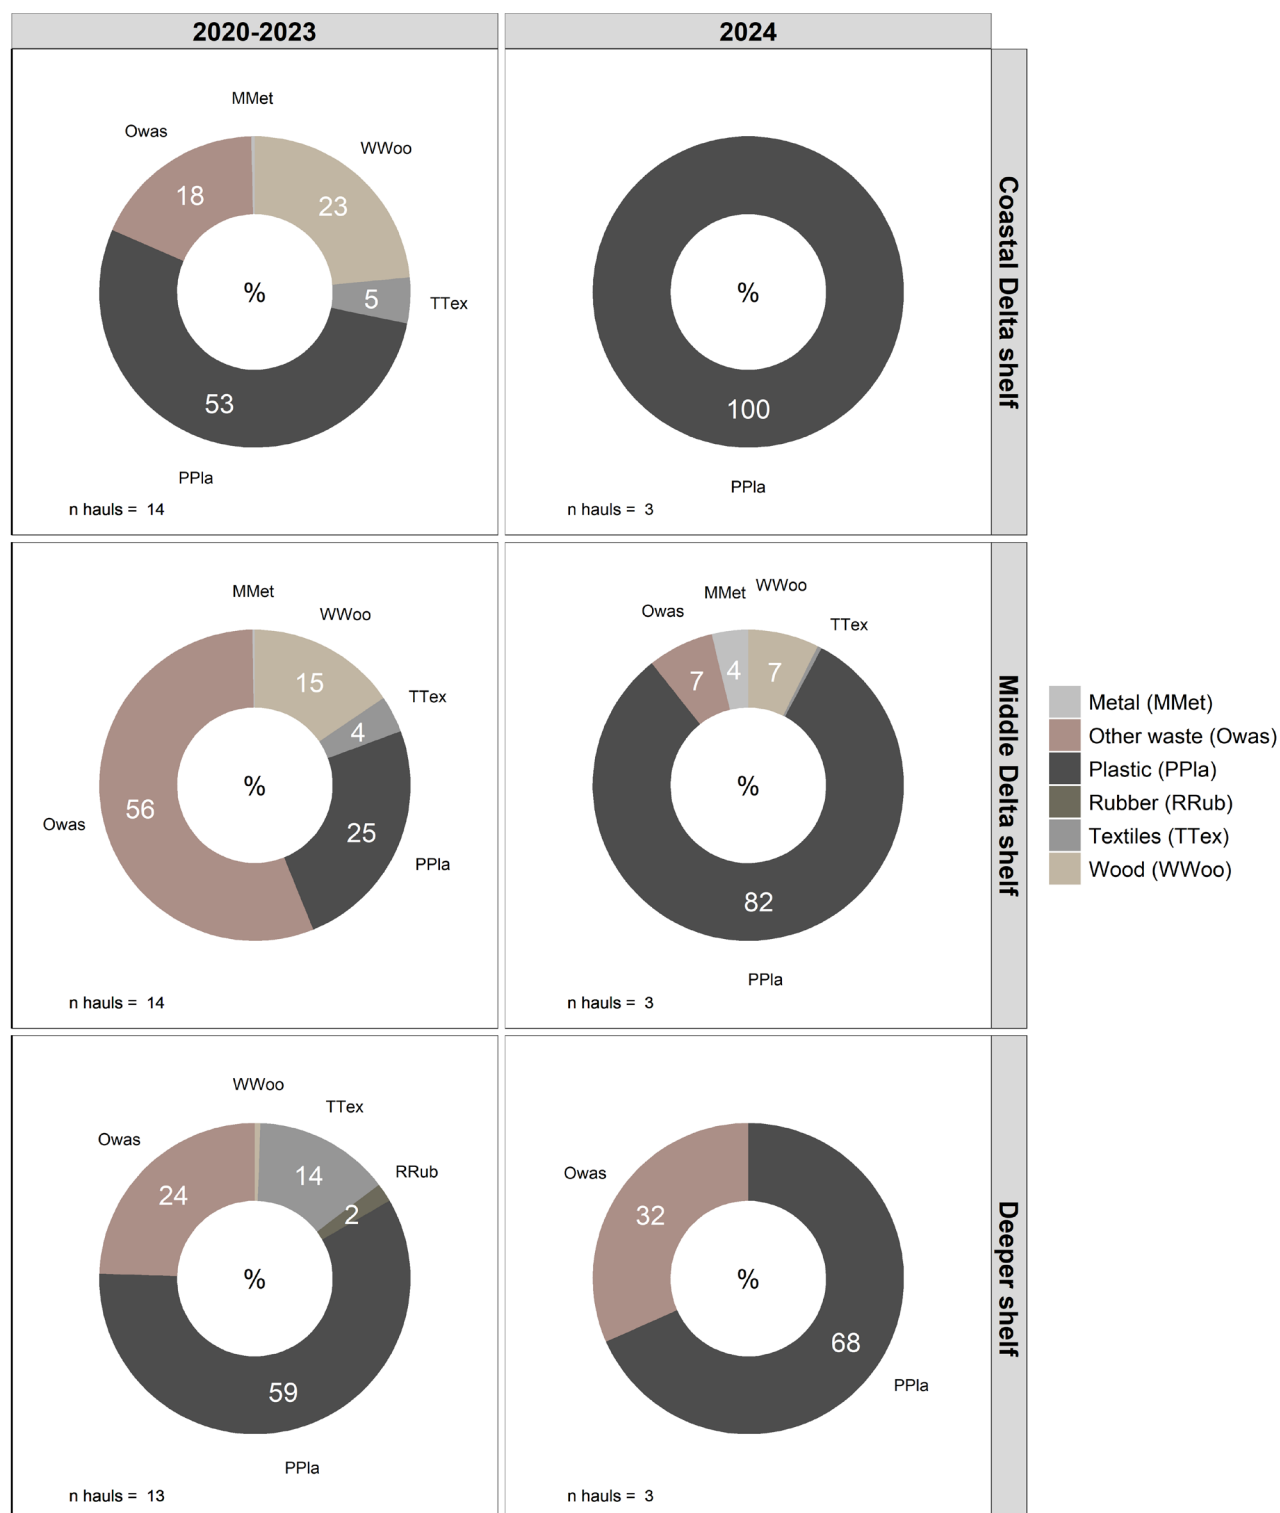 2020-2023
2024
MMet
Owas
WWoo
18
23
%
5
TTex
53
PPla
n hauls = 14
%
100
PPla
n hauls = 3
Coastal Delta shelf
MMet
WWoo
15
TTex
4
56
%
Owas
25
PPla
n hauls = 14
MMet
WWoo
Owas
TTex
7
4
7
%
82
PPla
n hauls = 3
Middle Delta shelf
WWoo
TTex
Owas
RRub
14
24
2
%
59
PPla
n hauls = 13
Owas
32
%
68
PPla
n hauls = 3
Deeper shelf
Metal (MMet)
Other waste (Owas)
Plastic (PPla)
Rubber (RRub)
Textiles (TTex)
Wood (WWoo)